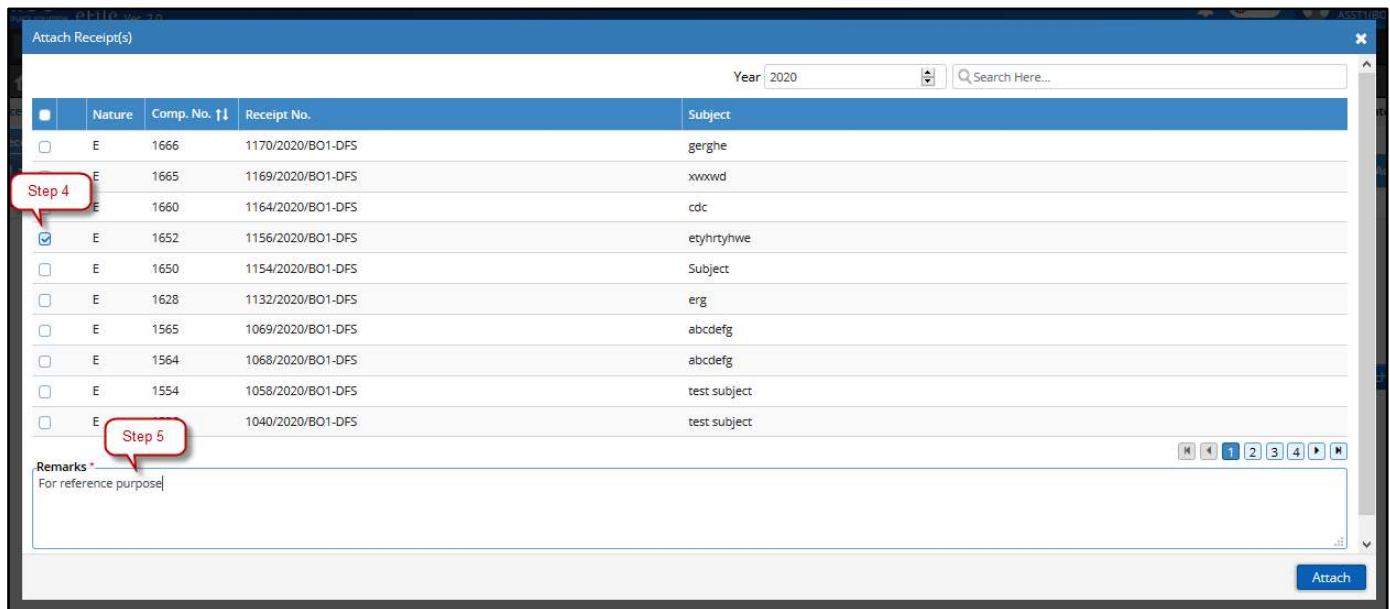 eFile Ver 7.0
Attach Receipt(s)
Year 2020 Search Here...
Nature Comp. No. Receipt No. Subject
E 1666 1170/2020/BO1-DFS gerghe
E 1665 1169/2020/BO1-DFS xwxwd
Step 4
E 1660 1164/2020/BO1-DFS cdc
E 1652 1156/2020/BO1-DFS etyhrtyhwe
E 1650 1154/2020/BO1-DFS Subject
E 1628 1132/2020/BO1-DFS erg
E 1565 1069/2020/BO1-DFS abcdefg
E 1564 1068/2020/BO1-DFS abcdefg
E 1554 1058/2020/BO1-DFS test subject
E 1040/2020/BO1-DFS test subject
Step 5
1 2 3 4
Remarks *
For reference purpose
Attach